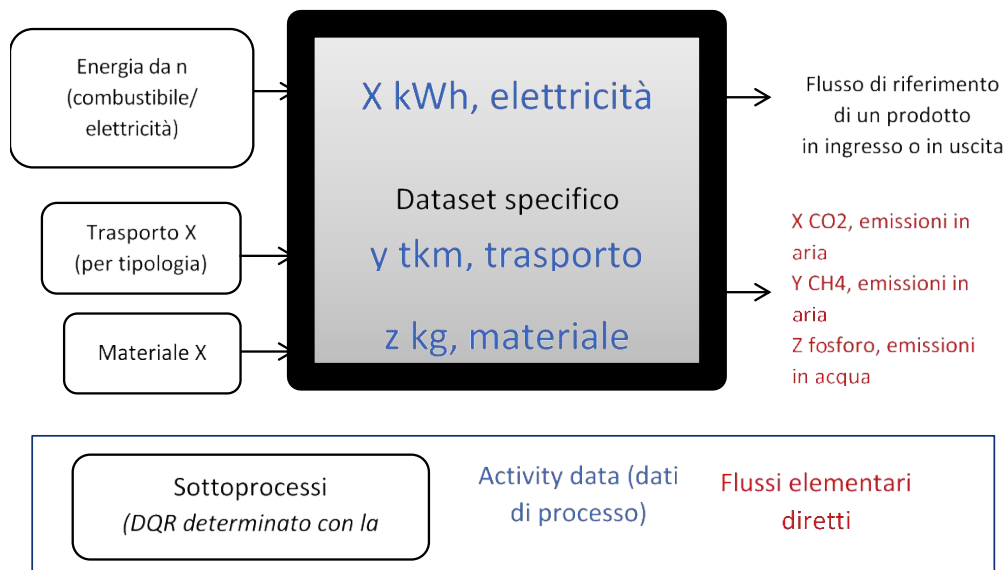 Energia da n
(combustibile/
elettricità)
X kWh, elettricità
Flusso di riferimento
di un prodotto
in ingresso o in uscita
Dataset specifico
Trasporto X
(per tipologia)
y tkm, trasporto
X CO2, emissioni in
aria
Y CH4, emissioni in
aria
Z fosforo, emissioni
in acqua
Materiale X
z kg, materiale
Sottoprocessi
(DQR determinato con la
Activity data (dati
di processo)
Flussi elementari
diretti